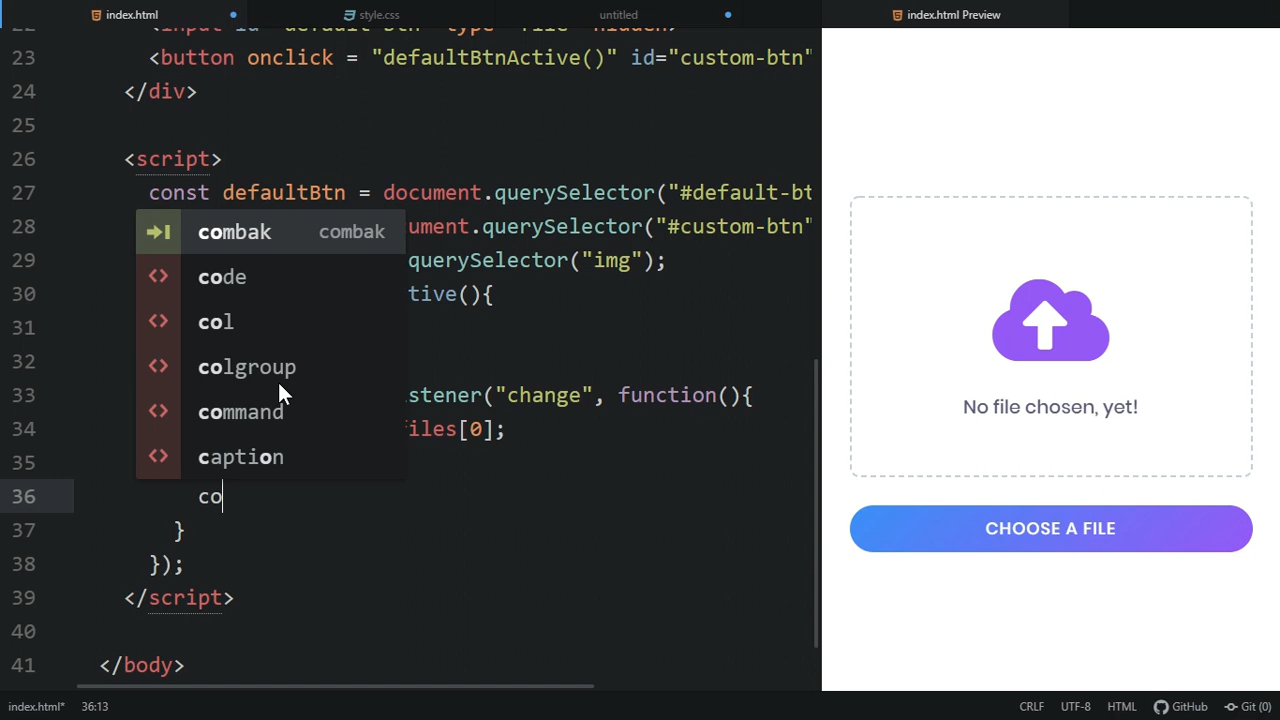 index.html
style.css
untitled
index.html Preview
23 <button onclick = "defaultBtnActive()" id="custom-btn"
24 </div>
25
26 <script>
27 const defaultBtn = document.querySelector("#default-bt
28 ument.querySelector("#custom-btn"
29 querySelector("img");
30 tive(){
31
32
33 stener("change", function(){
34 files[0];
35
36 co
37 }
38 });
39 </script>
40
41 </body>
combak combak
code
col
colgroup
command
caption
No file chosen, yet!
CHOOSE A FILE
index.html* 36:13 CRLF UTF-8 HTML GitHub Git (0)